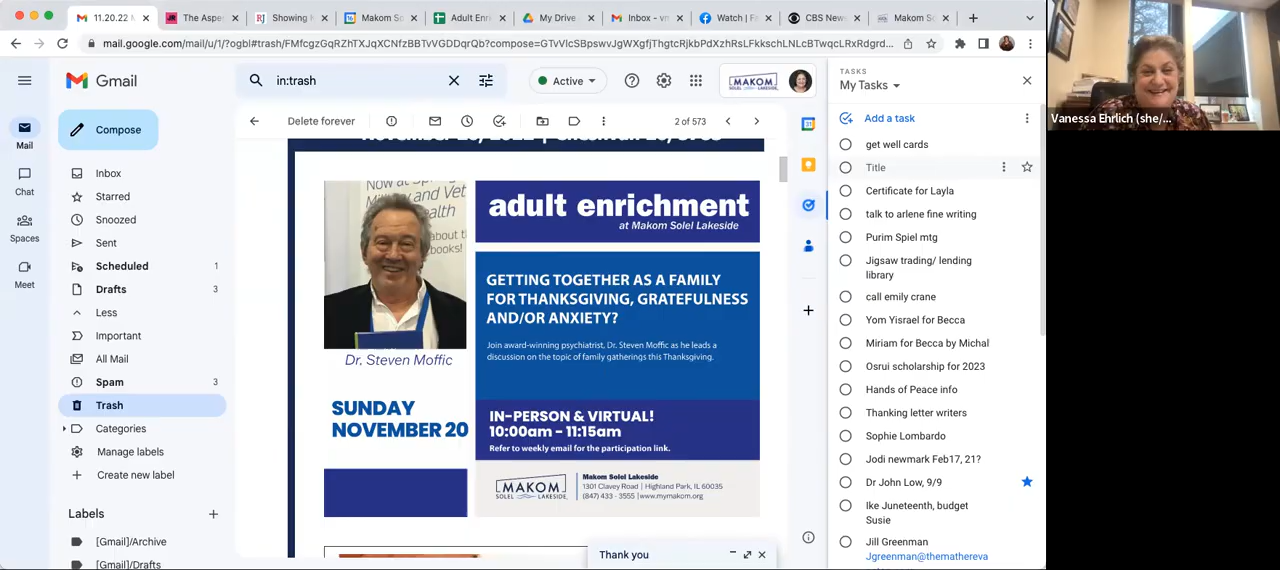 11.20.22 M
The Aspe
Showing
Makom So
Adult Enri
My Drive
Inbox - vn
Watch | Fa
CBS News
Makom So
mail.google.com/mail/u/1/?ogbl#trash/FMfcgzGqRZhTXJqXCNfzBBTvVGDDqrQb?compose=GTvVlcSBpswvJgWXgfjThgtcRjkbPdXzhRsLFkkschLNLcBTwqcLRxRdgrd...
Gmail
in:trash
Active
MAKOM
SOLEL LAKESIDE
Mail
Chat
Spaces
Meet
Compose
Inbox
Starred
Snoozed
Sent
Scheduled 1
Drafts 3
Less
Important
All Mail
Spam 3
Trash
Categories
Manage labels
Create new label
Labels
[Gmail]/Archive
[Gmail]/Drafts
Delete forever
2 of 573
adult enrichment
at Makom Solel Lakeside
GETTING TOGETHER AS A FAMILY
FOR THANKSGIVING, GRATEFULNESS
AND/OR ANXIETY?
Join award-winning psychiatrist, Dr. Steven Moffic as he leads a
discussion on the topic of family gatherings this Thanksgiving.
Dr. Steven Moffic
SUNDAY
NOVEMBER 20
IN-PERSON & VIRTUAL!
10:00am - 11:15am
Refer to weekly email for the participation link.
MAKOM
SOLEL LAKESIDE
Makom Solel Lakeside
1301 Clavey Road | Highland Park, IL 60035
(847) 433 - 3555 | www.mymakom.org
Thank you
TASKS
My Tasks
Add a task
get well cards
Title
Certificate for Layla
talk to arlene fine writing
Purim Spiel mtg
Jigsaw trading/ lending
library
call emily crane
Yom Yisrael for Becca
Miriam for Becca by Michal
Osrui scholarship for 2023
Hands of Peace info
Thanking letter writers
Sophie Lombardo
Jodi newmark Feb17, 21?
Dr John Low, 9/9
Ike Juneteenth, budget
Susie
Jill Greenman
Jgreenman@themathereva
Vanessa Ehrlich (she/...